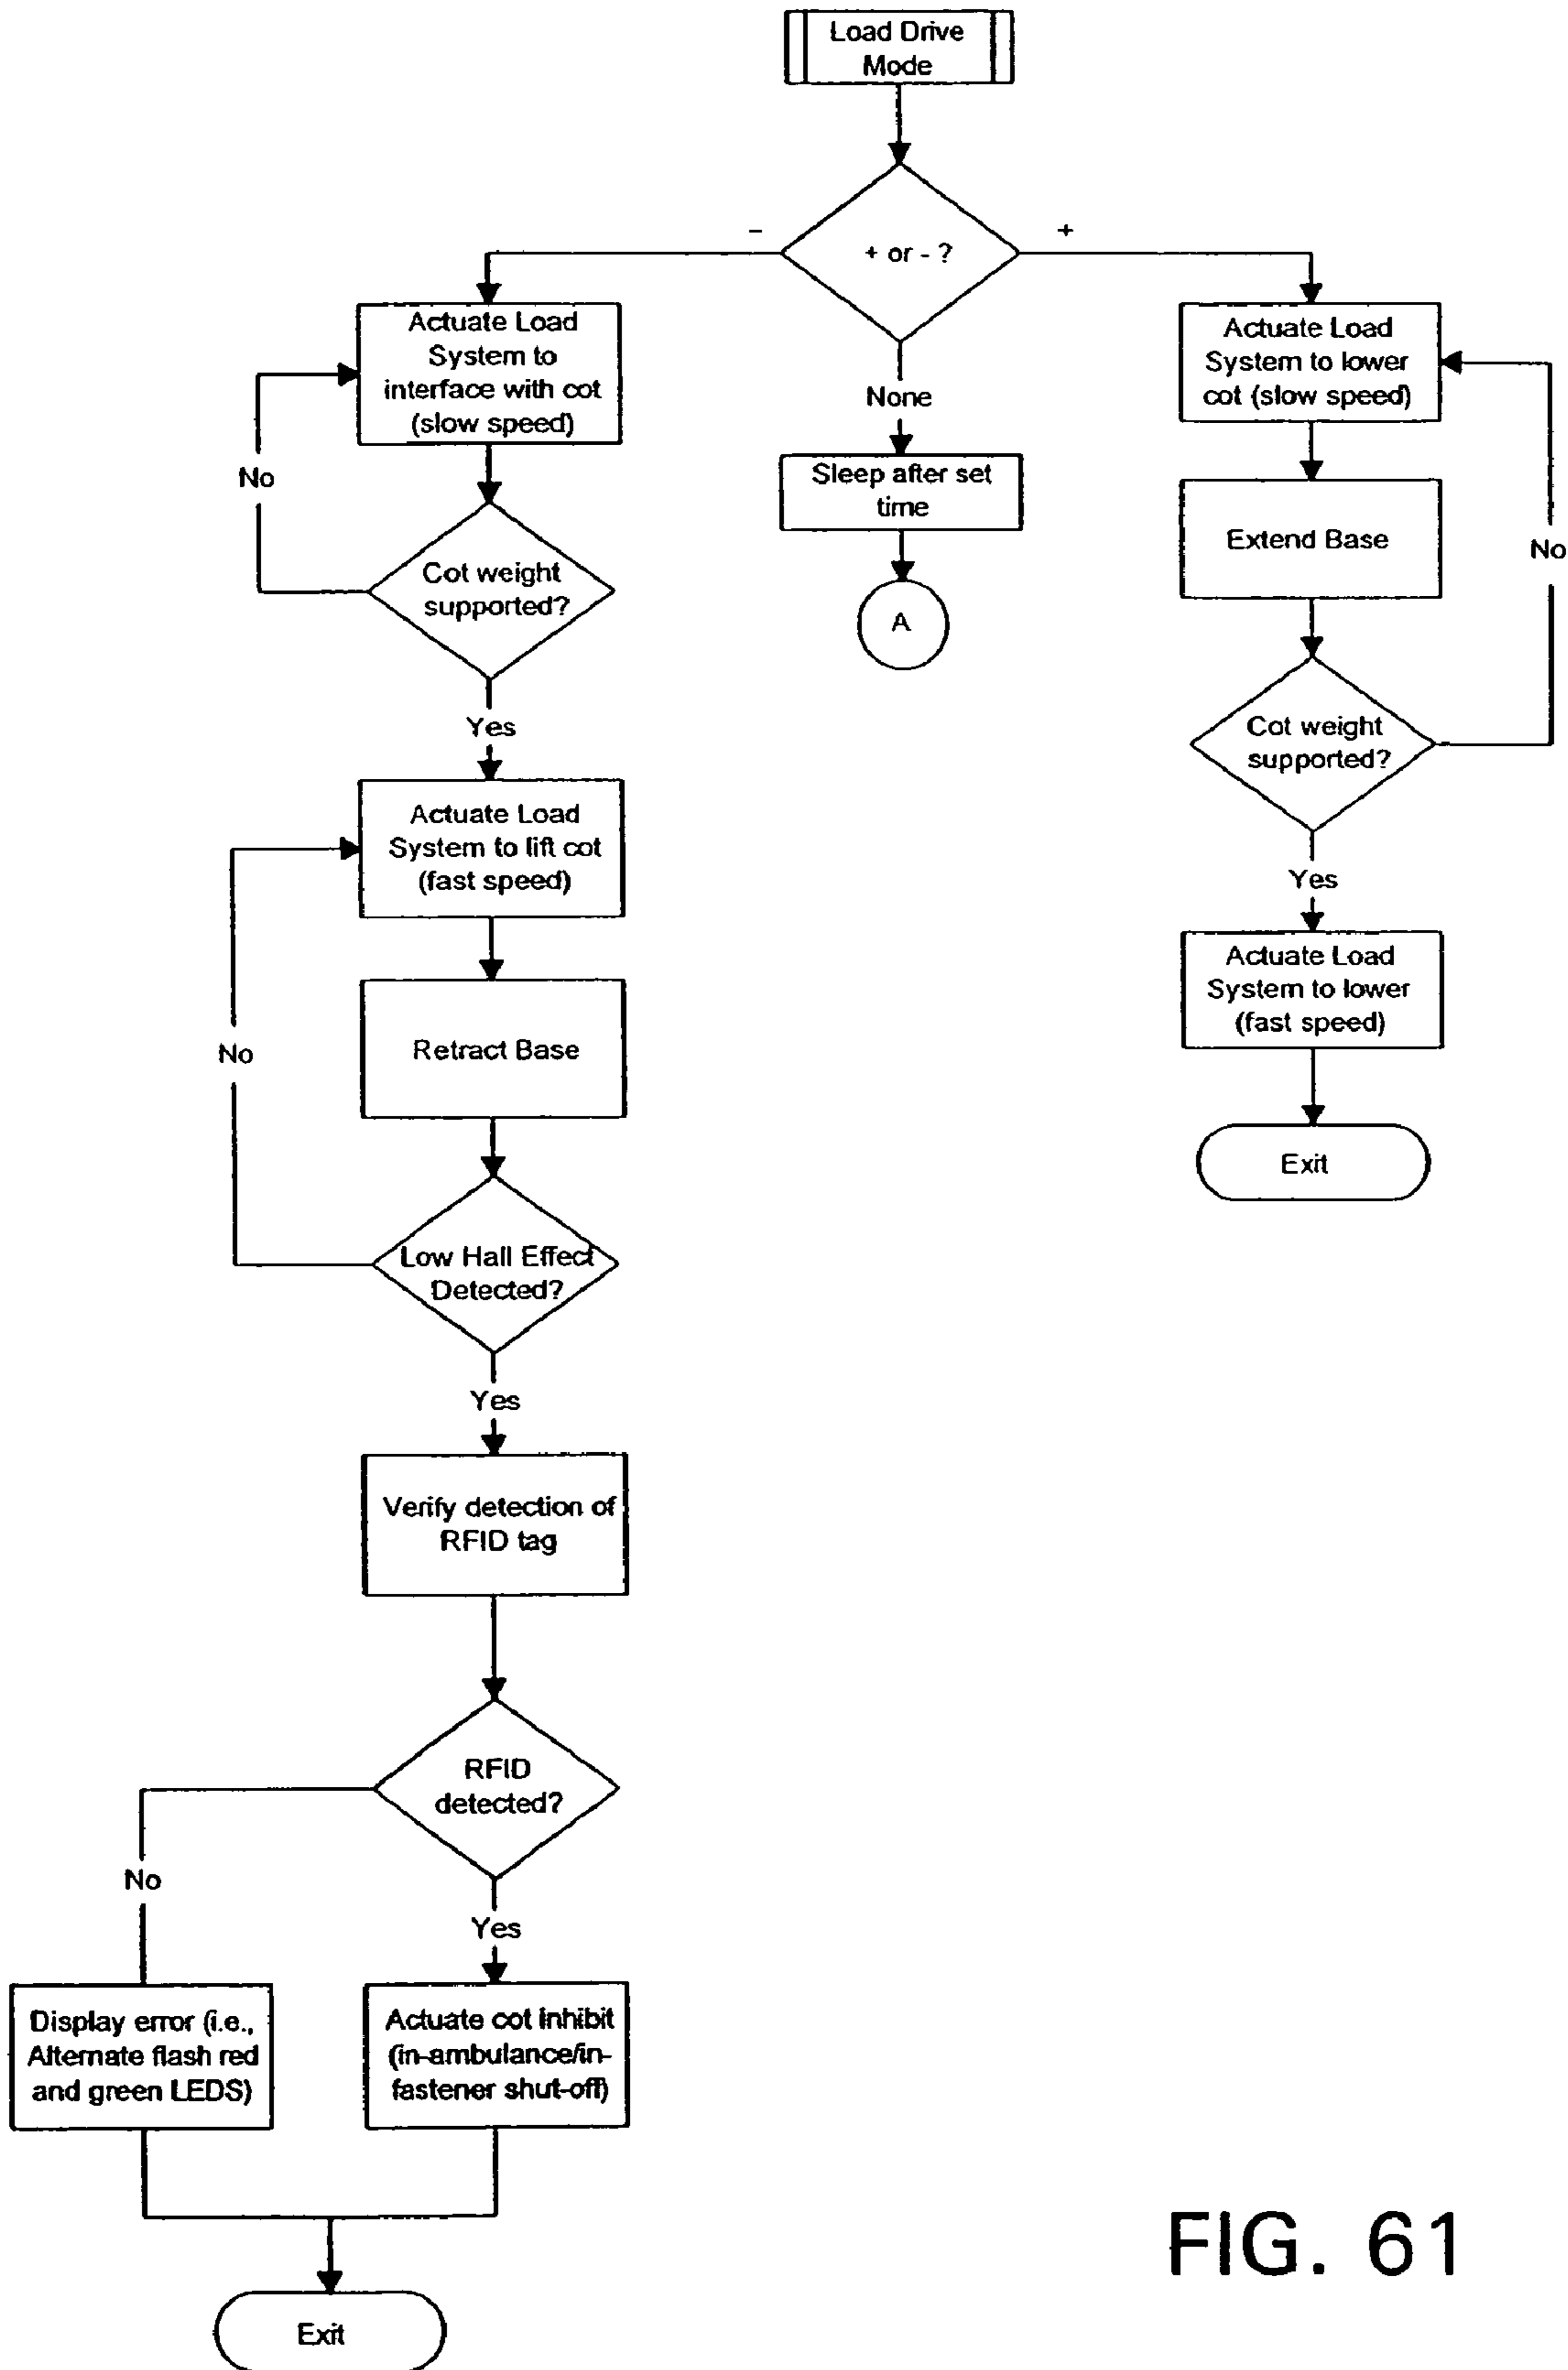 Load Drive
Mode
+ or - ?
-
+
None
Actuate Load
System to
interface with cot
(slow speed)
No
Cot weight
supported?
Yes
Actuate Load
System to lift cot
(fast speed)
No
Retract Base
Low Hall Effect
Detected?
Yes
Verify detection of
RFID tag
RFID
detected?
No
Yes
Display error (i.e.,
Alternate flash red
and green LEDS)
Actuate cot inhibit
(in-ambulance/in-
fastener shut-off)
Exit
Sleep after set
time
A
Actuate Load
System to lower
cot (slow speed)
Extend Base
No
Cot weight
supported?
Yes
Actuate Load
System to lower
(fast speed)
Exit
FIG. 61